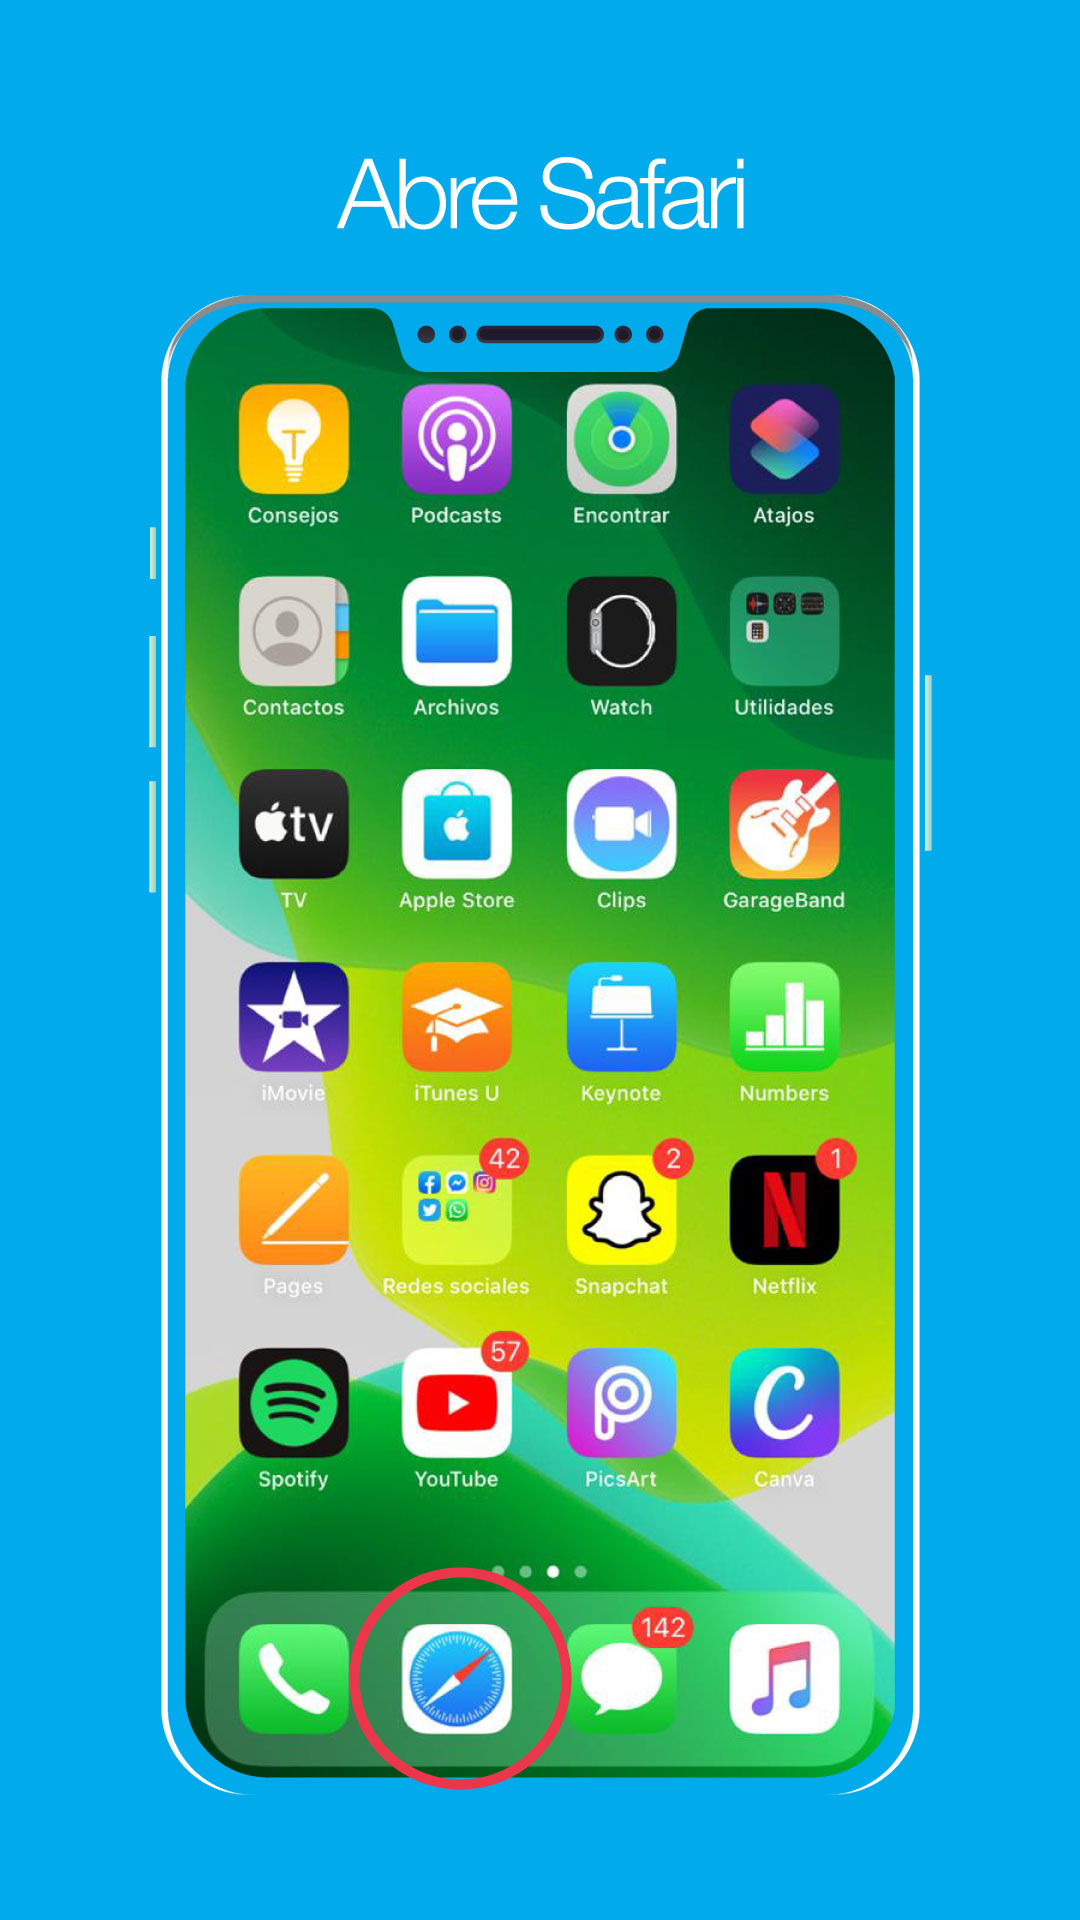 Abre Safari
Consejos Podcasts Encontrar Atajos
Contactos Archivos Watch Utilidades
tv
TV Apple Store Clips GarageBand
iMovie iTunes U Keynote Numbers
42 2 1
Pages Redes sociales Snapchat Netflix
57
Spotify YouTube PicsArt Canva
142